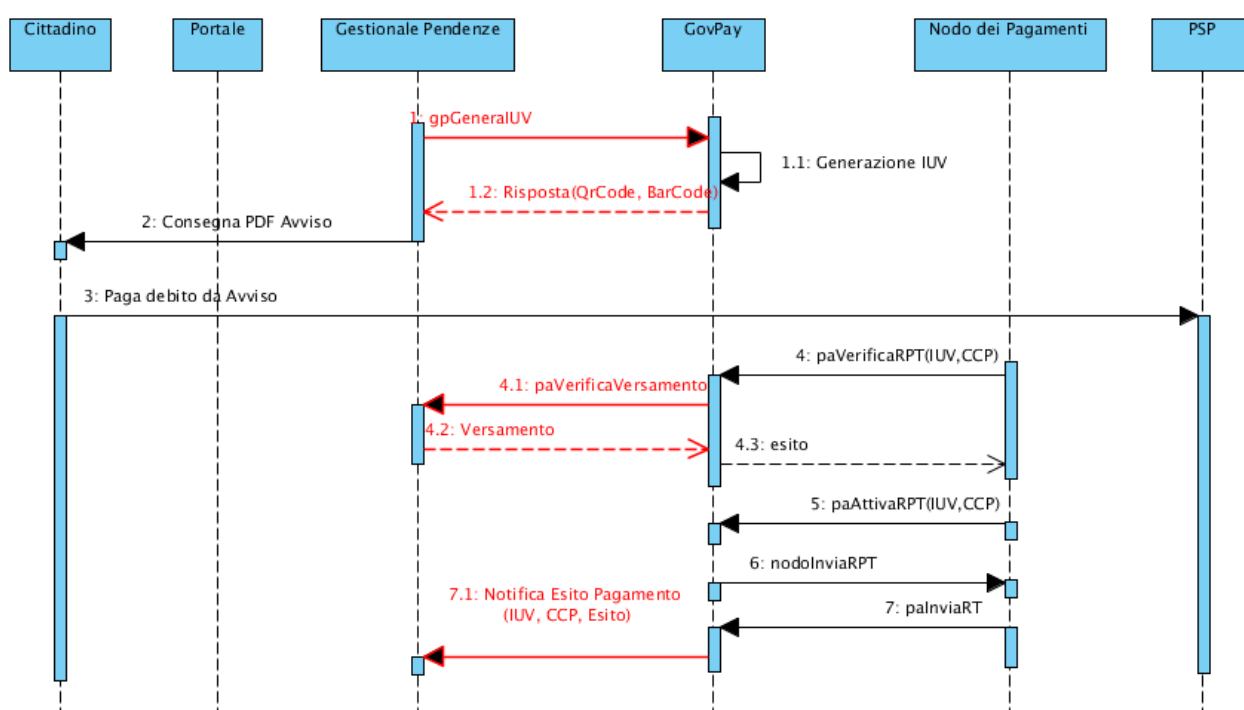 Cittadino
Portale
Gestionale Pendenze
GovPay
Nodo dei Pagamenti
PSP
1: gpGeneraIUV
1.1: Generazione IUV
1.2: Risposta(QrCode, BarCode)
2: Consegna PDF Avviso
3: Paga debito da Avviso
4: paVerificaRPT(IUV,CCP)
4.1: paVerificaVersamento
4.2: Versamento
4.3: esito
5: paAttivaRPT(IUV,CCP)
6: nodoInviaRPT
7.1: Notifica Esito Pagamento
(IUV, CCP, Esito)
7: paInviaRT